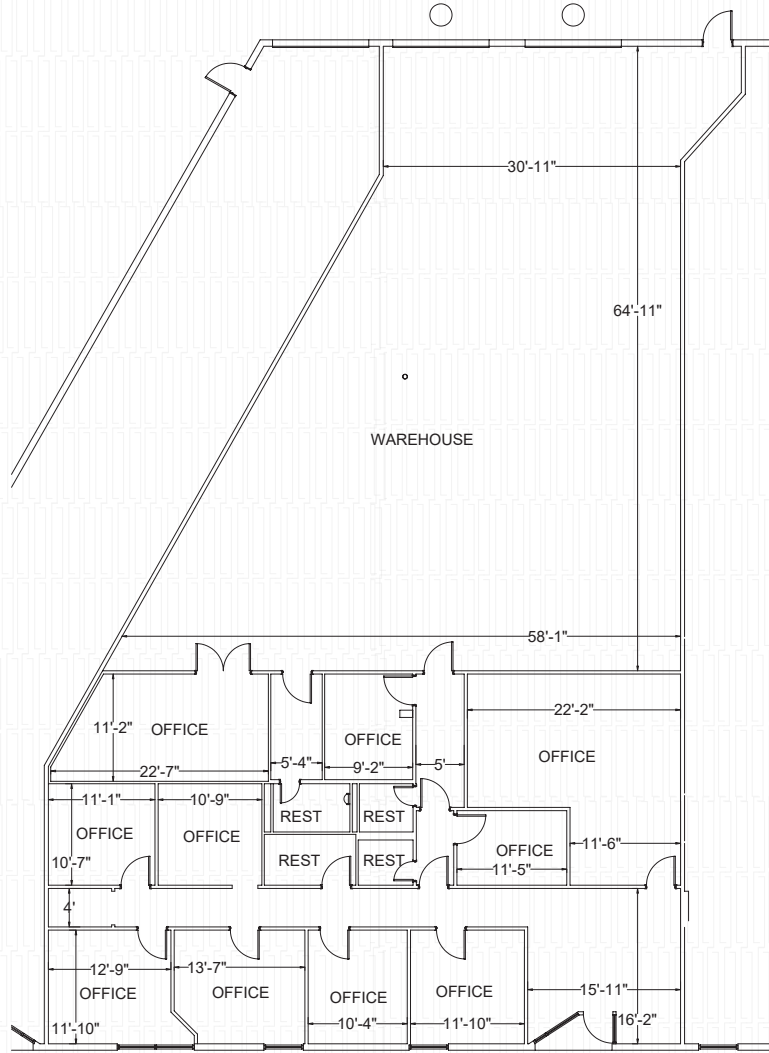 30'-11"
64'-11"
WAREHOUSE
58'-1"
11'-2"
OFFICE
22'-7"
5'-4"
OFFICE
9'-2"
5'
22'-2"
OFFICE
11'-1"
OFFICE
10'-7"
10'-9"
OFFICE
REST
REST
REST
REST
OFFICE
11'-5"
11'-6"
4'
12'-9"
OFFICE
11'-10"
13'-7"
OFFICE
OFFICE
10'-4"
OFFICE
11'-10"
15'-11"
16'-2"